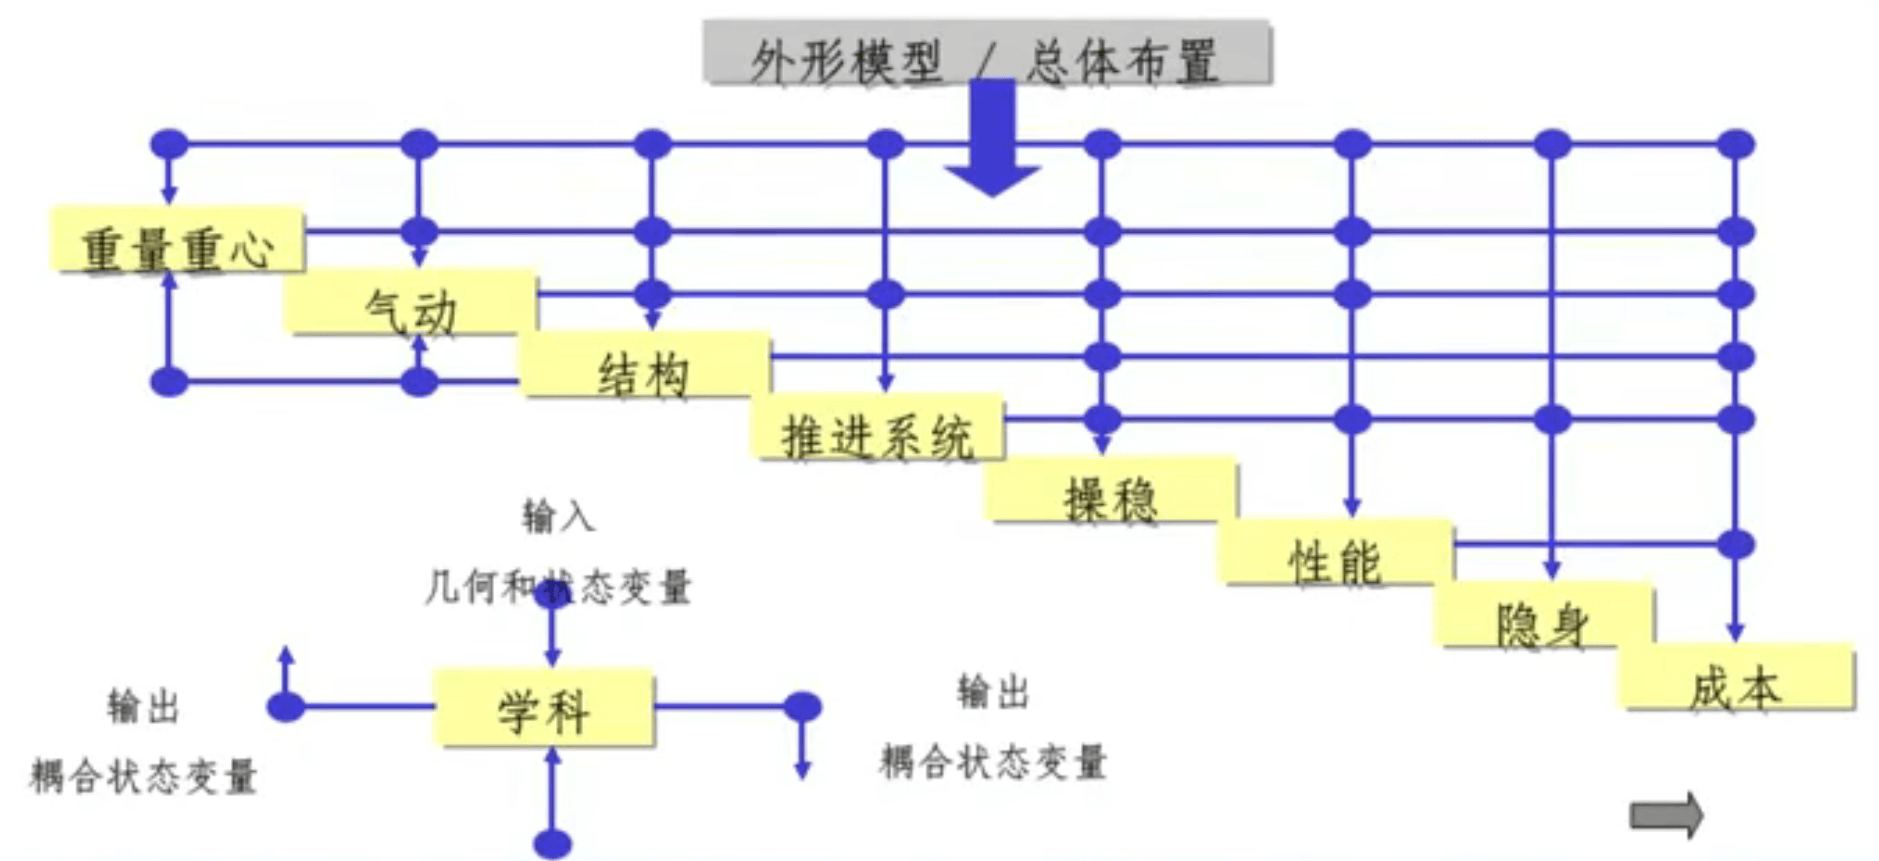 外形模型 / 总体布置
重量重心
气动
结构
推进系统
操稳
性能
隐身
成本
输入
几何和状态变量
学科
输出
耦合状态变量
输出
耦合状态变量